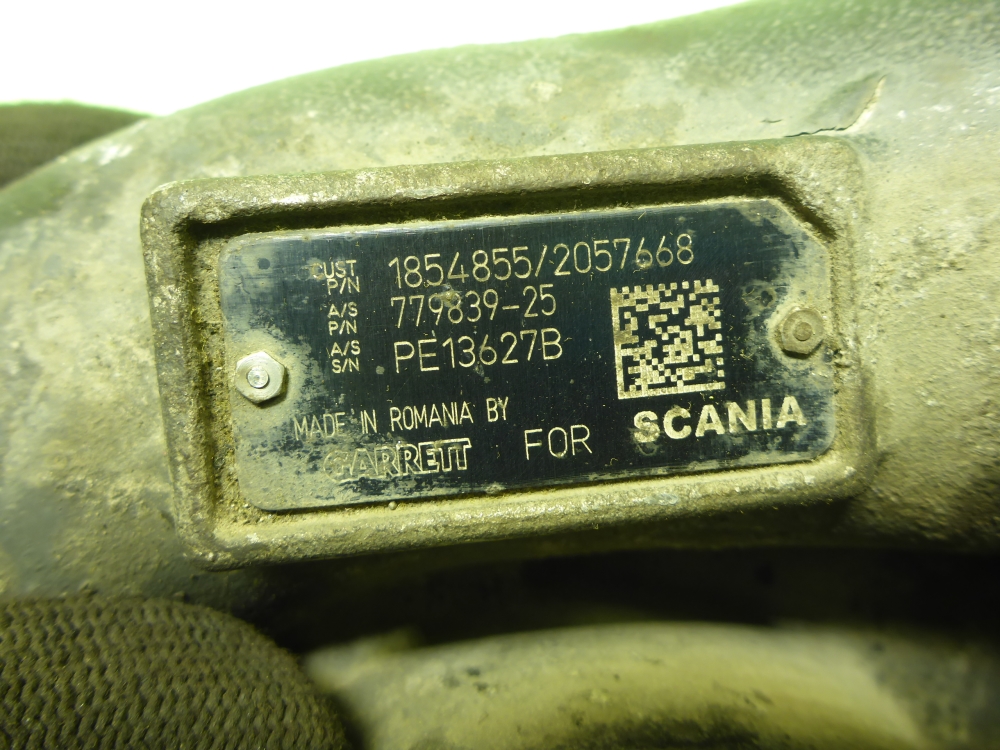 CUST P/N 1854855/2057668
A/S P/N 779839-25
A/S S/N PE13627B
MADE IN ROMANIA BY
GARRETT FOR SCANIA